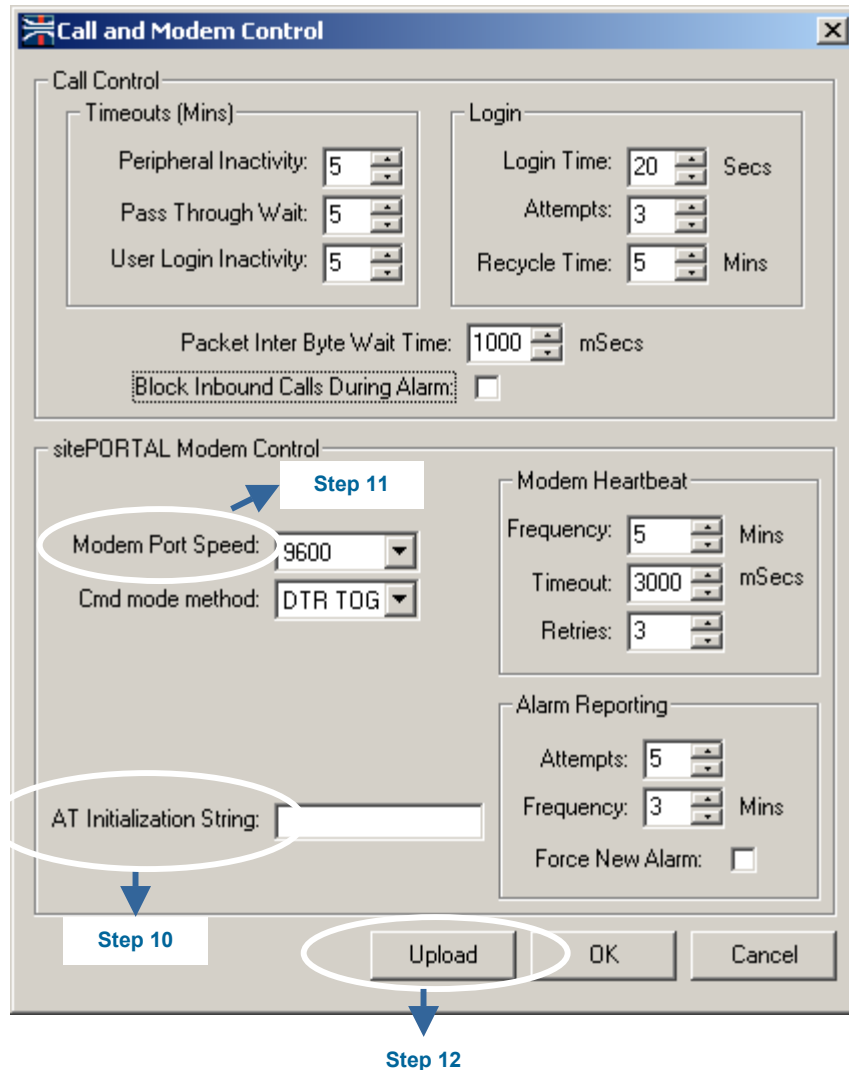 Call and Modem Control
Call Control
Timeouts (Mins)
Peripheral Inactivity: 5
Pass Through Wait: 5
User Login Inactivity: 5
Login
Login Time: 20 Secs
Attempts: 3
Recycle Time: 5 Mins
Packet Inter Byte Wait Time: 1000 mSecs
Block Inbound Calls During Alarm:
sitePORTAL Modem Control
Step 11
Modem Port Speed: 9600
Cmd mode method: DTR TOG
AT Initialization String:
Step 10
Modem Heartbeat
Frequency: 5 Mins
Timeout: 3000 mSecs
Retries: 3
Alarm Reporting
Attempts: 5
Frequency: 3 Mins
Force New Alarm:
Upload OK Cancel
Step 12